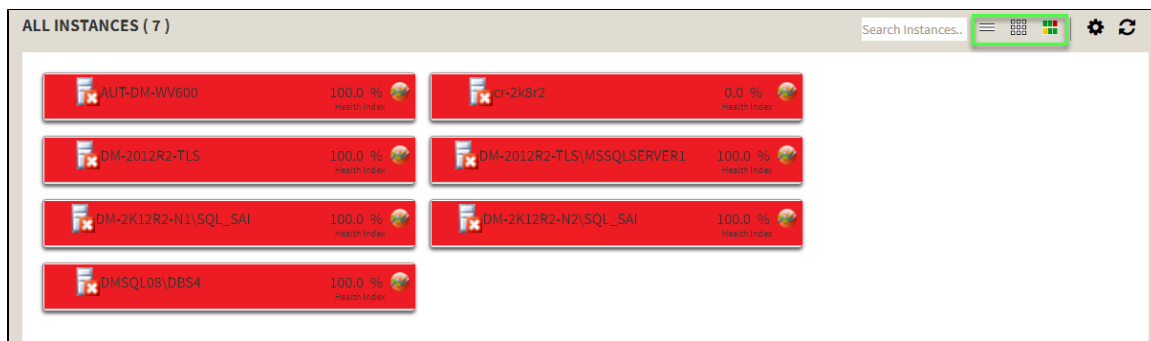 ALL INSTANCES ( 7 )
Search Instances..
AUT-DM-WV600 100.0 %
Health Index
cr-2k8r2 0.0 %
Health Index
DM-2012R2-TLS 100.0 %
Health Index
DM-2012R2-TLS\MSSQLSERVER1 100.0 %
Health Index
DM-2K12R2-N1\SQL_SAI 100.0 %
Health Index
DM-2K12R2-N2\SQL_SAI 100.0 %
Health Index
DMSQL08\DBS4 100.0 %
Health Index